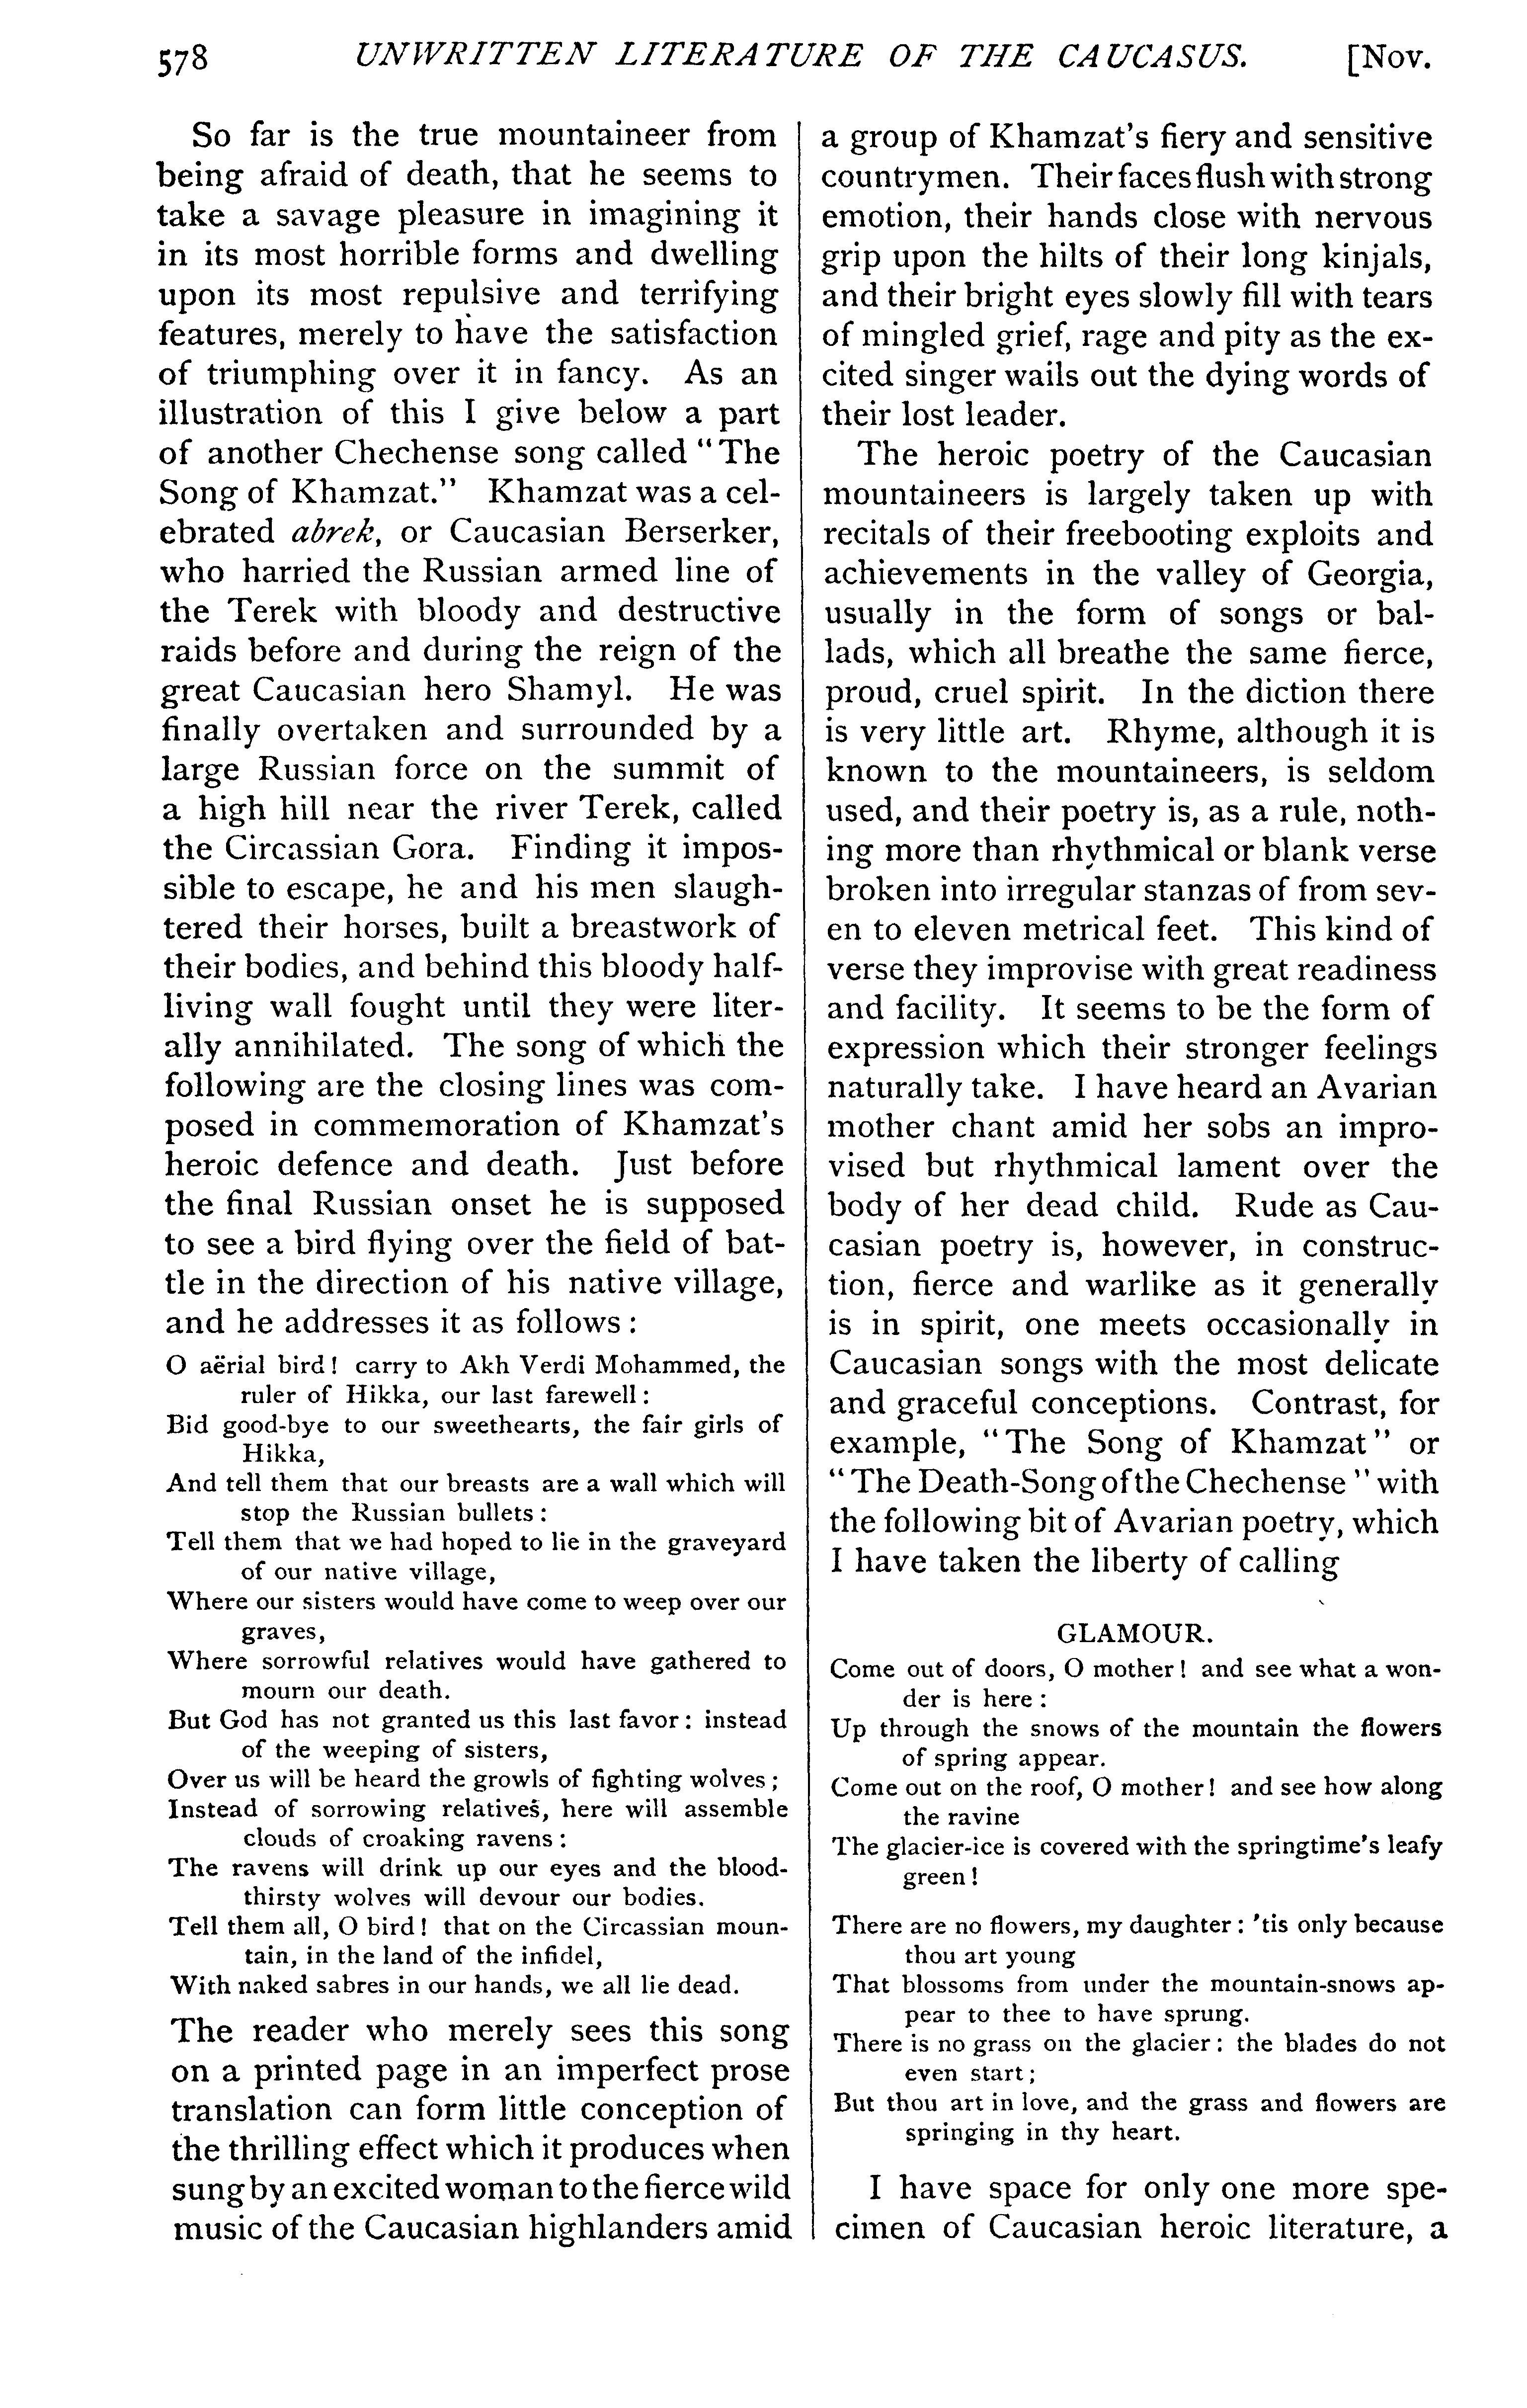 578 UNWRITTEN LITERATURE OF THE CAUCASUS. [Nov.
So far is the true mountaineer from
being afraid of death, that he seems to
take a savage pleasure in imagining it
in its most horrible forms and dwelling
upon its most repulsive and terrifying
features, merely to have the satisfaction
of triumphing over it in fancy. As an
illustration of this I give below a part
of another Chechense song called "The
Song of Khamzat." Khamzat was a cel-
ebrated abrek, or Caucasian Berserker,
who harried the Russian armed line of
the Terek with bloody and destructive
raids before and during the reign of the
great Caucasian hero Shamyl. He was
finally overtaken and surrounded by a
large Russian force on the summit of
a high hill near the river Terek, called
the Circassian Gora. Finding it impos-
sible to escape, he and his men slaugh-
tered their horses, built a breastwork of
their bodies, and behind this bloody half-
living wall fought until they were liter-
ally annihilated. The song of which the
following are the closing lines was com-
posed in commemoration of Khamzat's
heroic defence and death. Just before
the final Russian onset he is supposed
to see a bird flying over the field of bat-
tle in the direction of his native village,
and he addresses it as follows:
O aërial bird! carry to Akh Verdi Mohammed, the
ruler of Hikka, our last farewell:
Bid good-bye to our sweethearts, the fair girls of
Hikka,
And tell them that our breasts are a wall which will
stop the Russian bullets:
Tell them that we had hoped to lie in the graveyard
of our native village,
Where our sisters would have come to weep over our
graves,
Where sorrowful relatives would have gathered to
mourn our death.
But God has not granted us this last favor: instead
of the weeping of sisters,
Over us will be heard the growls of fighting wolves;
Instead of sorrowing relatives, here will assemble
clouds of croaking ravens:
The ravens will drink up our eyes and the blood-
thirsty wolves will devour our bodies.
Tell them all, O bird! that on the Circassian moun-
tain, in the land of the infidel,
With naked sabres in our hands, we all lie dead.
The reader who merely sees this song
on a printed page in an imperfect prose
translation can form little conception of
the thrilling effect which it produces when
sung by an excited woman to the fierce wild
music of the Caucasian highlanders amid
a group of Khamzat's fiery and sensitive
countrymen. Their faces flush with strong
emotion, their hands close with nervous
grip upon the hilts of their long kinjals,
and their bright eyes slowly fill with tears
of mingled grief, rage and pity as the ex-
cited singer wails out the dying words of
their lost leader.
The heroic poetry of the Caucasian
mountaineers is largely taken up with
recitals of their freebooting exploits and
achievements in the valley of Georgia,
usually in the form of songs or bal-
lads, which all breathe the same fierce,
proud, cruel spirit. In the diction there
is very little art. Rhyme, although it is
known to the mountaineers, is seldom
used, and their poetry is, as a rule, noth-
ing more than rhythmical or blank verse
broken into irregular stanzas of from sev-
en to eleven metrical feet. This kind of
verse they improvise with great readiness
and facility. It seems to be the form of
expression which their stronger feelings
naturally take. I have heard an Avarian
mother chant amid her sobs an impro-
vised but rhythmical lament over the
body of her dead child. Rude as Cau-
casian poetry is, however, in construc-
tion, fierce and warlike as it generally
is in spirit, one meets occasionally in
Caucasian songs with the most delicate
and graceful conceptions. Contrast, for
example, "The Song of Khamzat" or
"The Death-Song of the Chechense" with
the following bit of Avarian poetry, which
I have taken the liberty of calling
GLAMOUR.
Come out of doors, O mother! and see what a won-
der is here:
Up through the snows of the mountain the flowers
of spring appear.
Come out on the roof, O mother! and see how along
the ravine
The glacier-ice is covered with the springtime's leafy
green!
There are no flowers, my daughter: 'tis only because
thou art young
That blossoms from under the mountain-snows ap-
pear to thee to have sprung.
There is no grass on the glacier: the blades do not
even start;
But thou art in love, and the grass and flowers are
springing in thy heart.
I have space for only one more spe-
cimen of Caucasian heroic literature, a